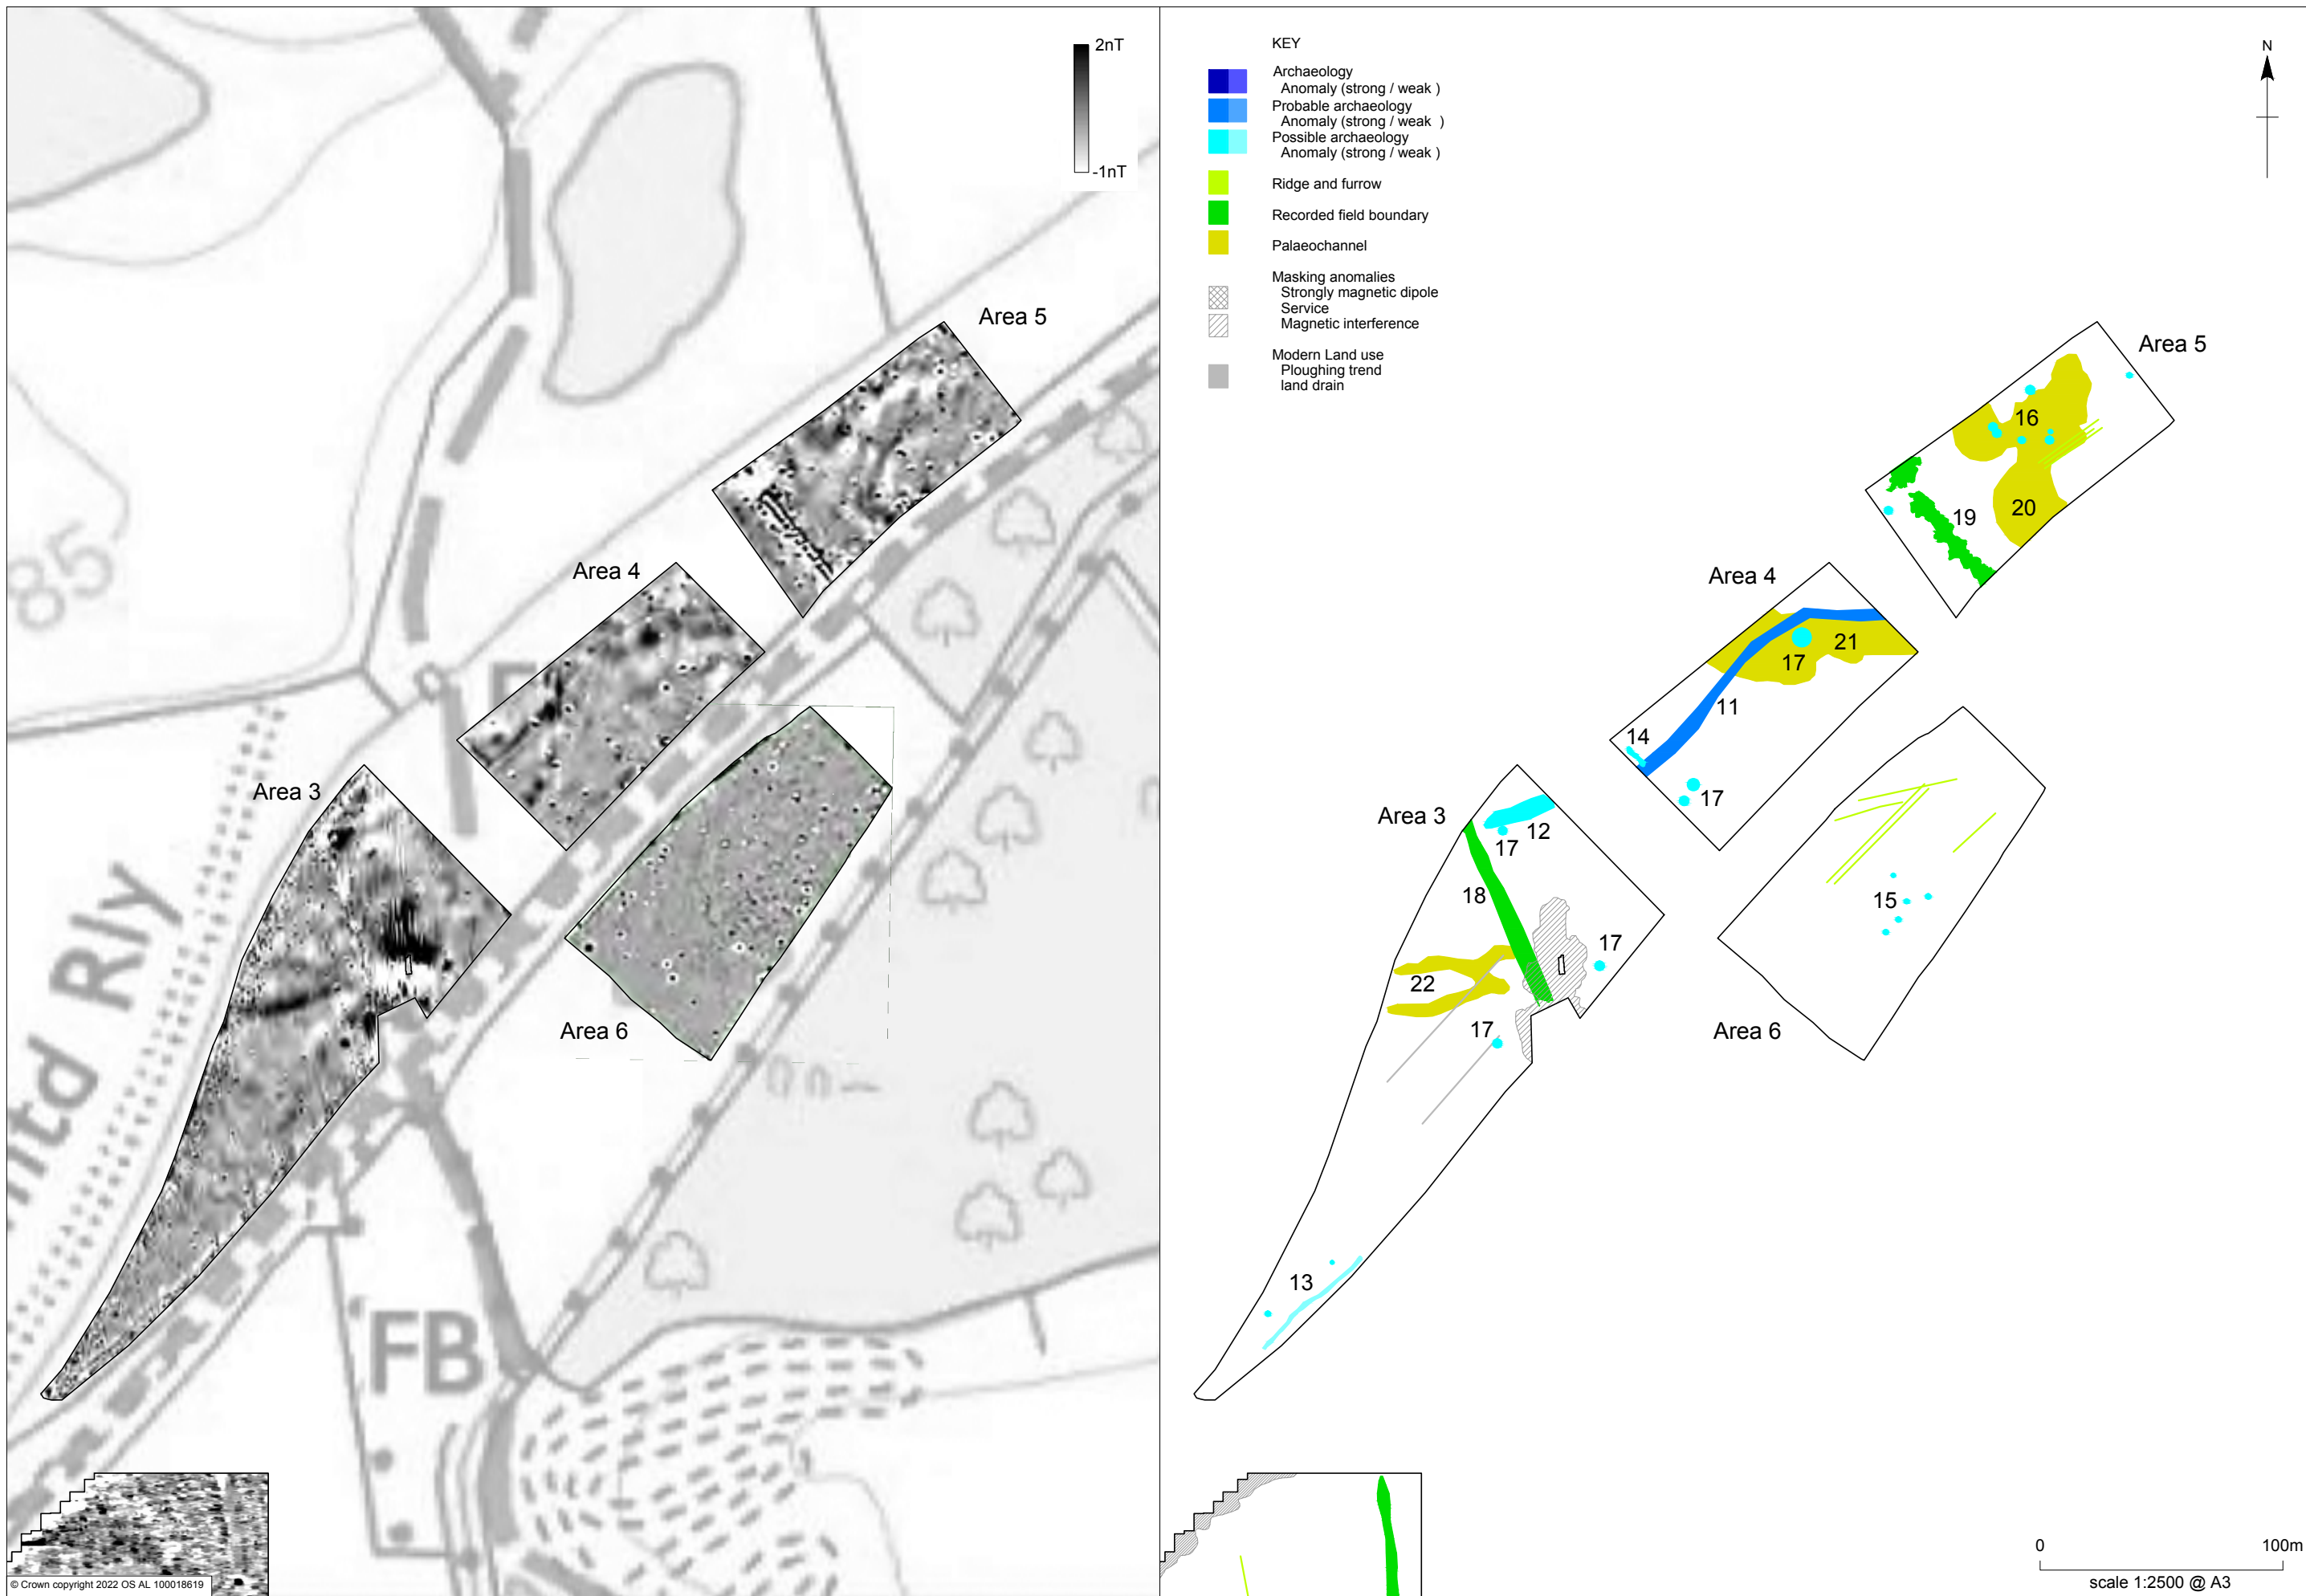 2nT
-1nT
Area 5
Area 4
Area 3
Area 6
85
mtd Rly
FB
© Crown copyright 2022 OS AL 100018619
KEY
Archaeology
Anomaly (strong / weak )
Probable archaeology
Anomaly (strong / weak )
Possible archaeology
Anomaly (strong / weak )
Ridge and furrow
Recorded field boundary
Palaeochannel
Masking anomalies
Strongly magnetic dipole
Service
Magnetic interference
Modern Land use
Ploughing trend
land drain
N
Area 5
16
20
19
Area 4
21
17
11
14
17
Area 3
12
17
18
17
22
17
15
Area 6
13
0 100m
scale 1:2500 @ A3